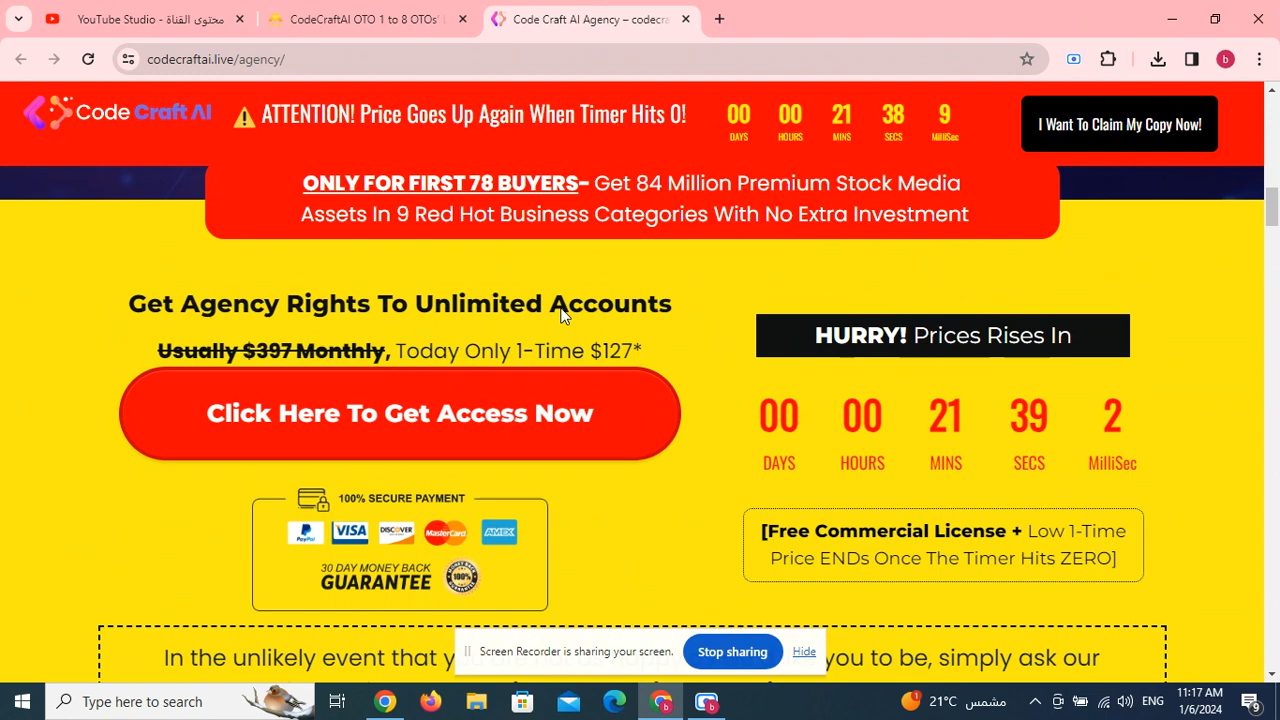 YouTube Studio - محتوى القناة
CodeCraftAI OTO 1 to 8 OTOs' L
Code Craft AI Agency – codecra
codecraftai.live/agency/
b
Code Craft AI
ATTENTION! Price Goes Up Again When Timer Hits 0!
00 00 21 38 9
DAYS HOURS MINS SECS MilliSec
I Want To Claim My Copy Now!
ONLY FOR FIRST 78 BUYERS– Get 84 Million Premium Stock Media
Assets In 9 Red Hot Business Categories With No Extra Investment
Get Agency Rights To Unlimited Accounts
Usually $397 Monthly, Today Only 1-Time $127*
Click Here To Get Access Now
100% SECURE PAYMENT
PayPal VISA DISCOVER MasterCard AMEX
30 DAY MONEY BACK
GUARANTEE
100%
HURRY! Prices Rises In
00 00 21 39 2
DAYS HOURS MINS SECS MilliSec
[Free Commercial License + Low 1-Time
Price ENDs Once The Timer Hits ZERO]
In the unlikely event that you to be, simply ask our
Screen Recorder is sharing your screen.
Stop sharing
Hide
Type here to search
1
21°C مشمس
ENG
11:17 AM
1/6/2024
9